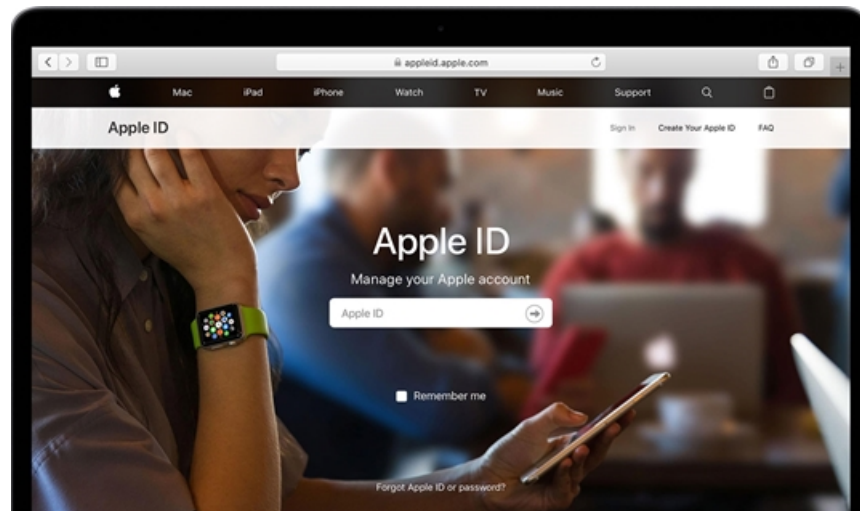 appleid.apple.com
Mac iPad iPhone Watch TV Music Support
Apple ID
Sign In Create Your Apple ID FAQ
Apple ID
Manage your Apple account
Apple ID
Remember me
Forgot Apple ID or password?